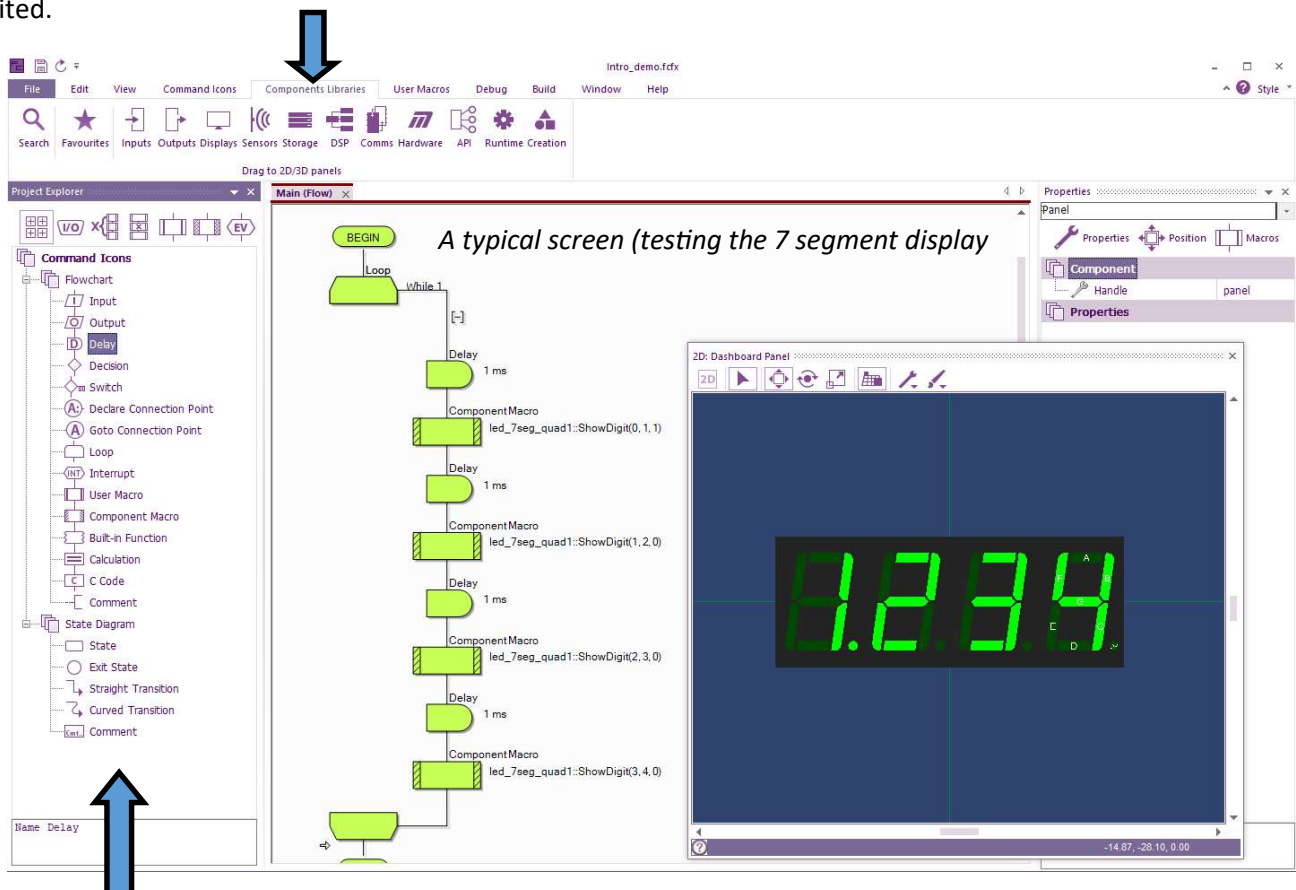 ited.
Intro_demo.fcfx
File Edit View Command Icons Components Libraries User Macros Debug Build Window Help Style
Search Favourites Inputs Outputs Displays Sensors Storage DSP Comms Hardware API Runtime Creation
Drag to 2D/3D panels
Project Explorer
I/O X EV
Command Icons
Flowchart
I Input
O Output
D Delay
Decision
Switch
A: Declare Connection Point
A Goto Connection Point
Loop
INT Interrupt
User Macro
Component Macro
Built-in Function
Calculation
C C Code
Comment
State Diagram
State
Exit State
Straight Transition
Curved Transition
Cmt. Comment
Name Delay
Main (Flow)
BEGIN
A typical screen (testing the 7 segment display
Loop
While 1
[-]
Delay
1 ms
Component Macro
led_7seg_quad1::ShowDigit(0, 1, 1)
Delay
1 ms
Component Macro
led_7seg_quad1::ShowDigit(1, 2, 0)
Delay
1 ms
Component Macro
led_7seg_quad1::ShowDigit(2, 3, 0)
Delay
1 ms
Component Macro
led_7seg_quad1::ShowDigit(3, 4, 0)
Properties
Panel
Properties Position Macros
Component
Handle panel
Properties
2D: Dashboard Panel
2D
1.234
A
F B
G
E C
D
-14.87, -28.10, 0.00